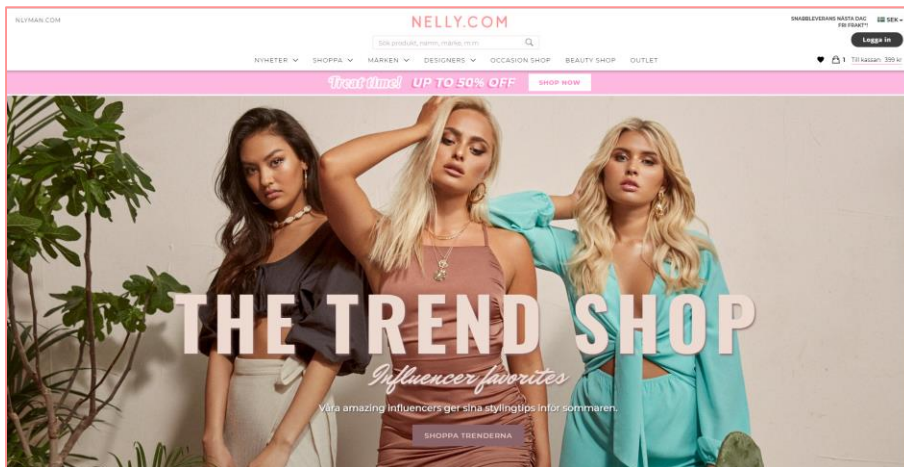 NLYMAN.COM
NELLY.COM
SNABBLEVERANS NÄSTA DAG
FRI FRAKT*!
SEK
Sök produkt, namn, märke, m.m.
Logga in
NYHETER SHOPPA MÄRKEN DESIGNERS OCCASION SHOP BEAUTY SHOP OUTLET
1 Till kassan 399 kr
Treat time! UP TO 50% OFF SHOP NOW
THE TREND SHOP
Influencer favorites
Våra amazing influencers ger sina stylingtips inför sommaren.
SHOPPA TRENDERNA